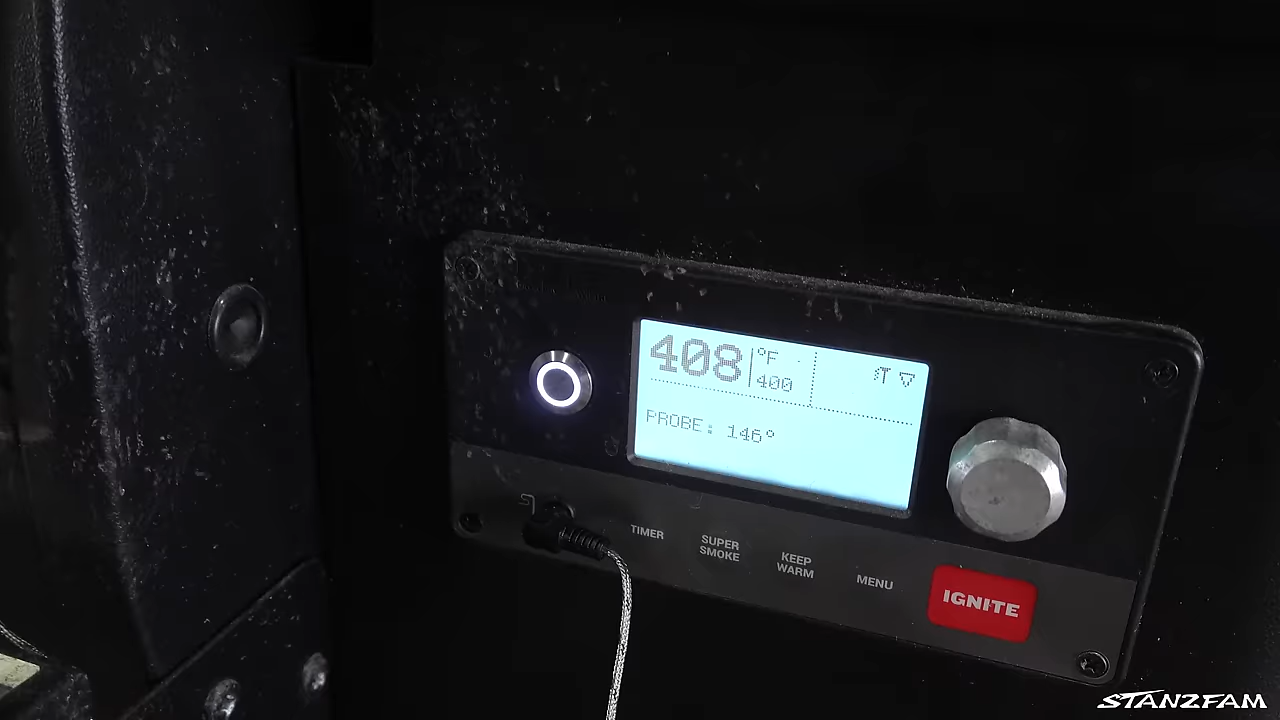 408 °F
400
PROBE: 146°
TIMER
SUPER
SMOKE
KEEP
WARM
MENU
IGNITE
STANZFAM